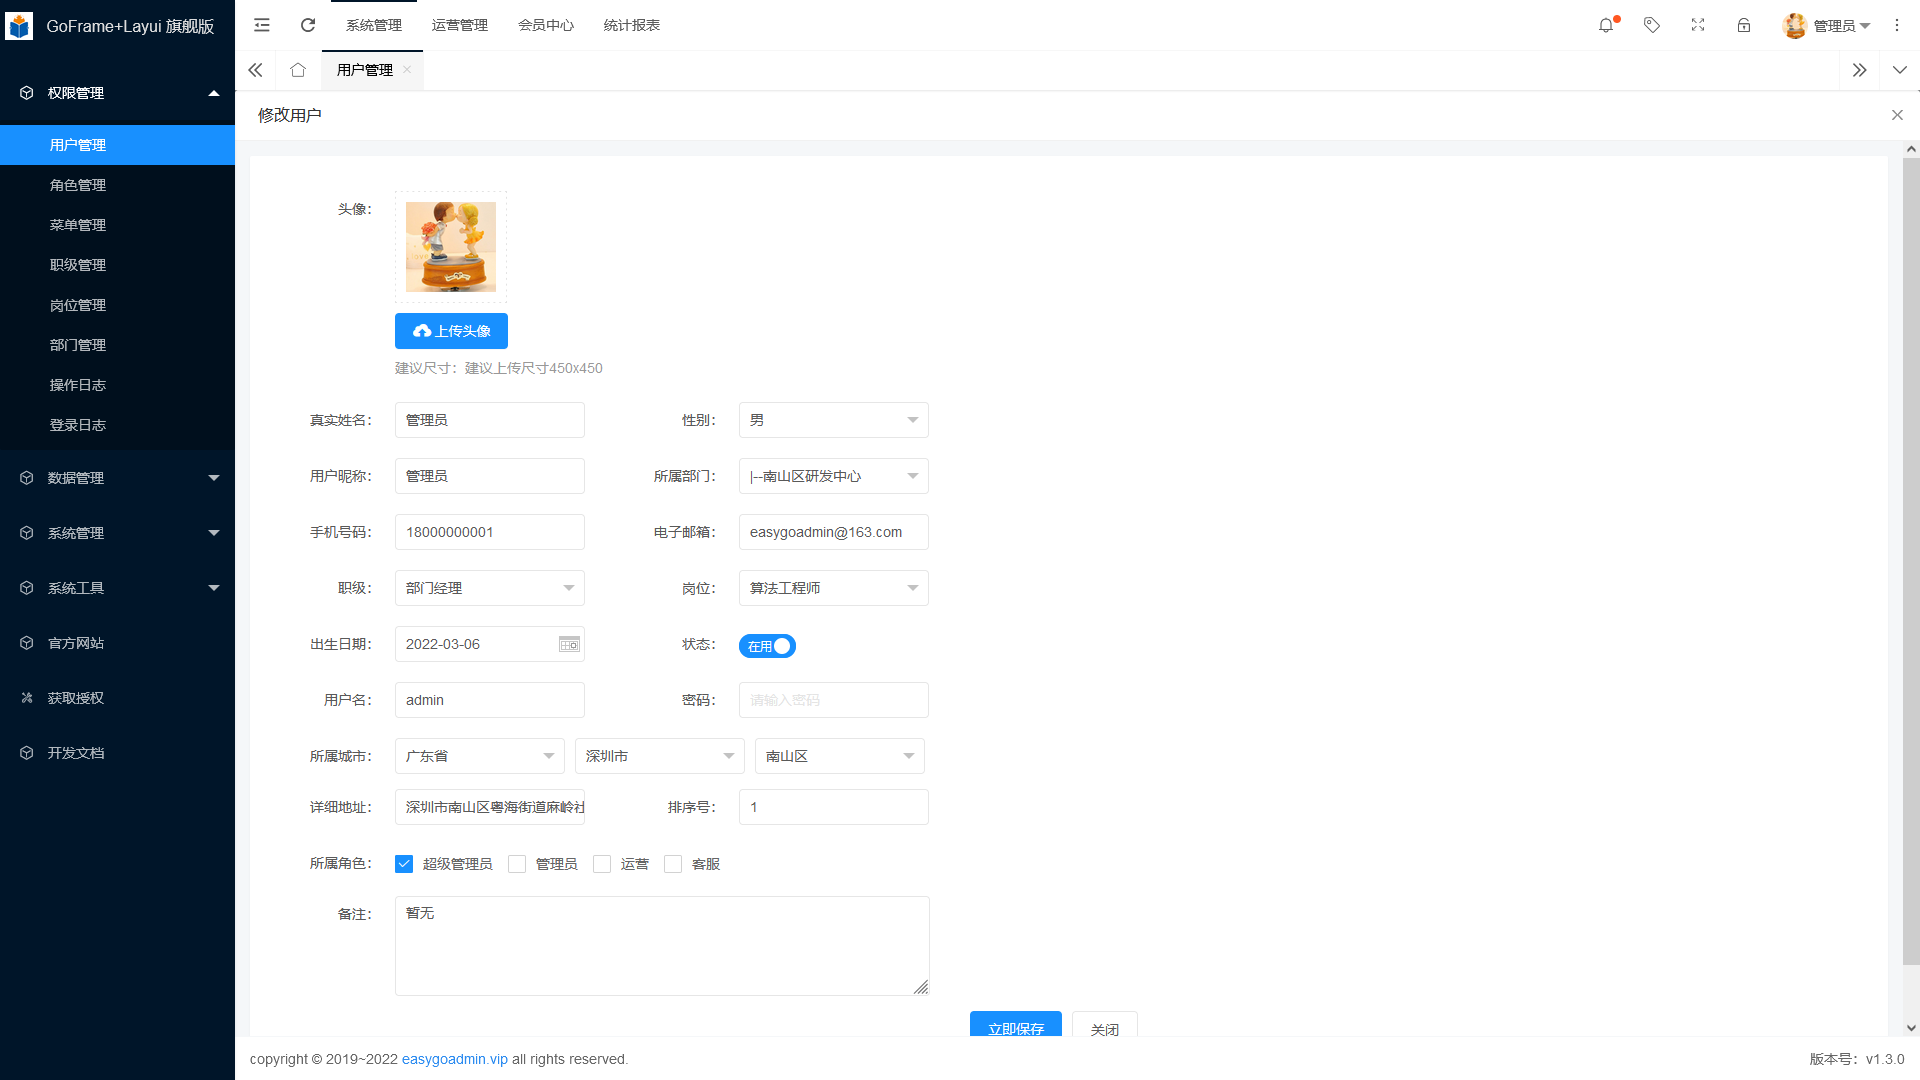 GoFrame+Layui 旗舰版
系统管理 运营管理 会员中心 统计报表
管理员
权限管理
用户管理
角色管理
菜单管理
职级管理
岗位管理
部门管理
操作日志
登录日志
数据管理
系统管理
系统工具
官方网站
获取授权
开发文档
用户管理
修改用户
头像：
上传头像
建议尺寸：建议上传尺寸450x450
真实姓名： 管理员 性别： 男
用户昵称： 管理员 所属部门： |--南山区研发中心
手机号码： 18000000001 电子邮箱： easygoadmin@163.com
职级： 部门经理 岗位： 算法工程师
出生日期： 2022-03-06 状态： 在用
用户名： admin 密码： 请输入密码
所属城市： 广东省 深圳市 南山区
详细地址： 深圳市南山区粤海街道麻岭社 排序号： 1
所属角色： 超级管理员 管理员 运营 客服
备注： 暂无
立即保存 关闭
copyright © 2019~2022 easygoadmin.vip all rights reserved.
版本号：v1.3.0